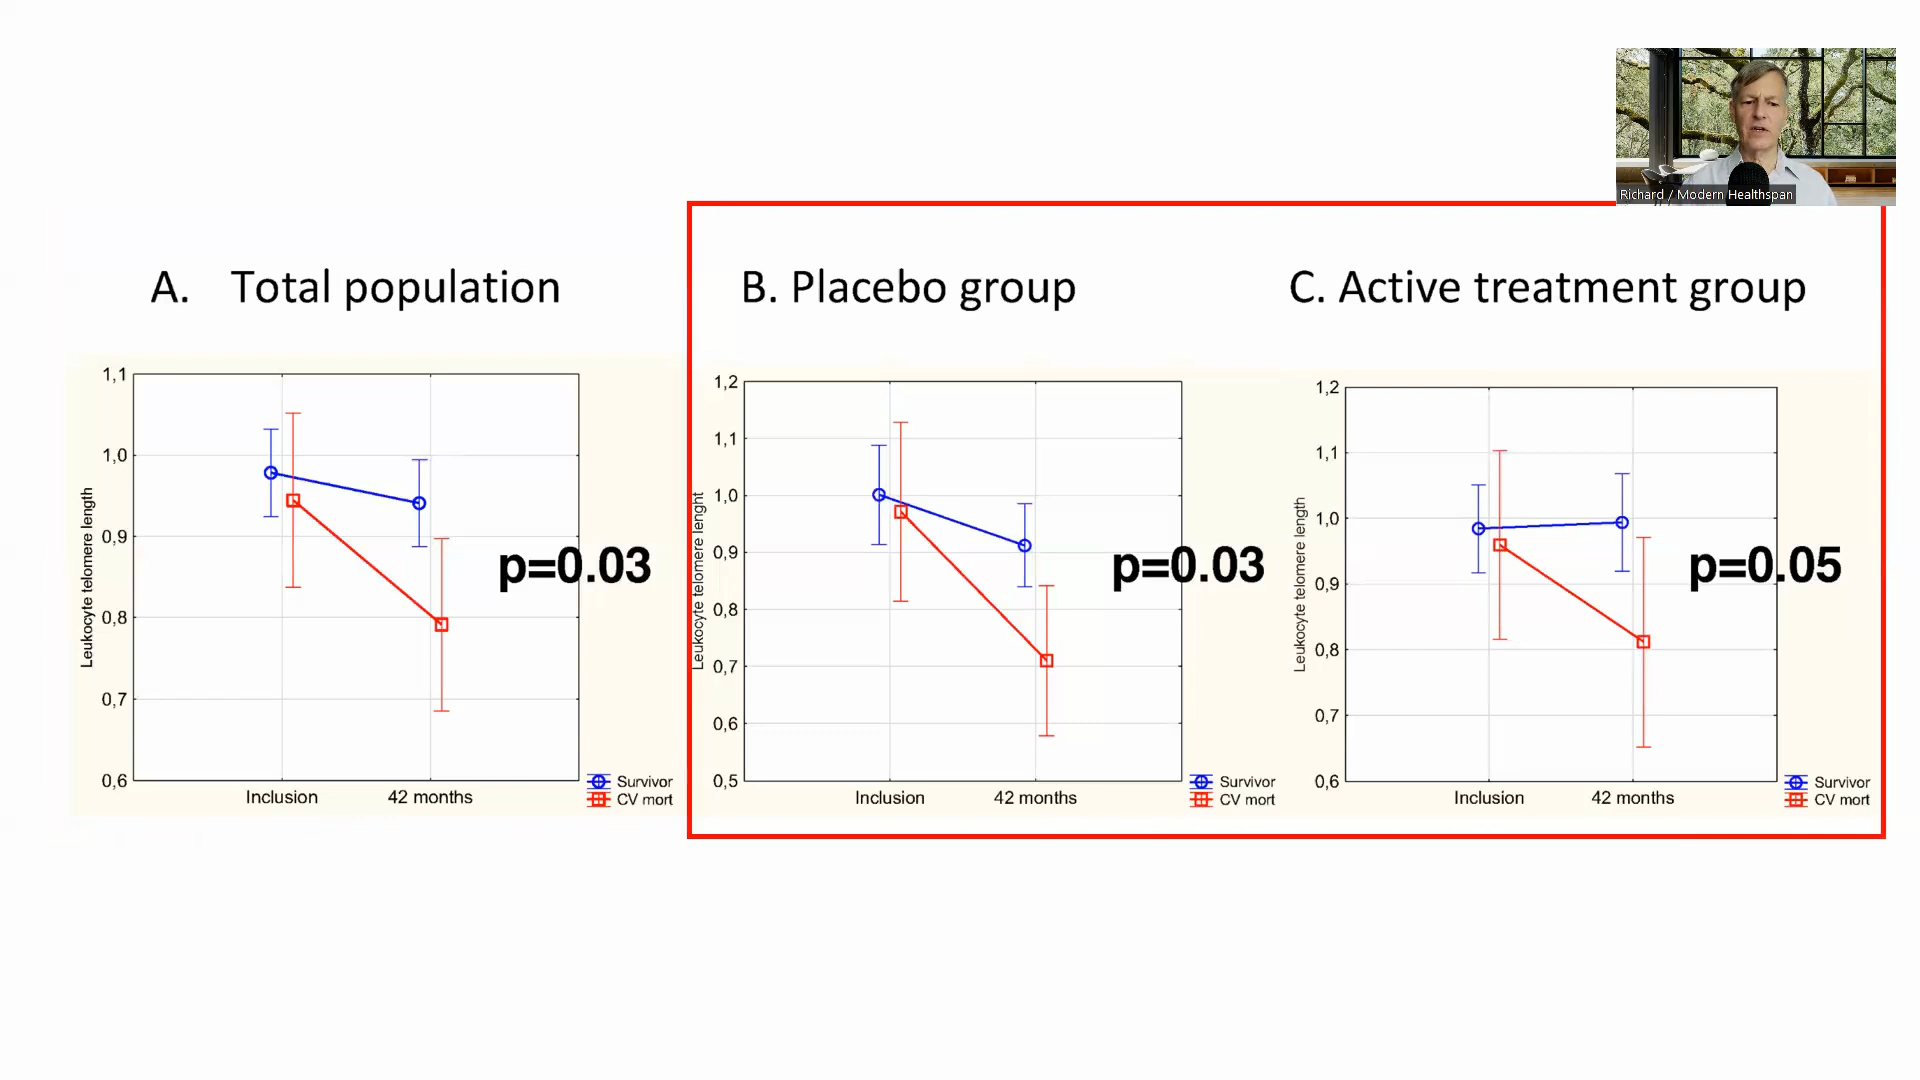 Richard / Modern Healthspan
A. Total population
B. Placebo group
C. Active treatment group
Leukocyte telomere length
1,1
1,0
0,9
0,8
0,7
0,6
Inclusion
42 months
p=0.03
Survivor
CV mort
Leukocyte telomere lenght
1,2
1,1
1,0
0,9
0,8
0,7
0,6
0,5
Inclusion
42 months
p=0.03
Survivor
CV mort
Leukocyte telomere length
1,2
1,1
1,0
0,9
0,8
0,7
0,6
Inclusion
42 months
p=0.05
Survivor
CV mort